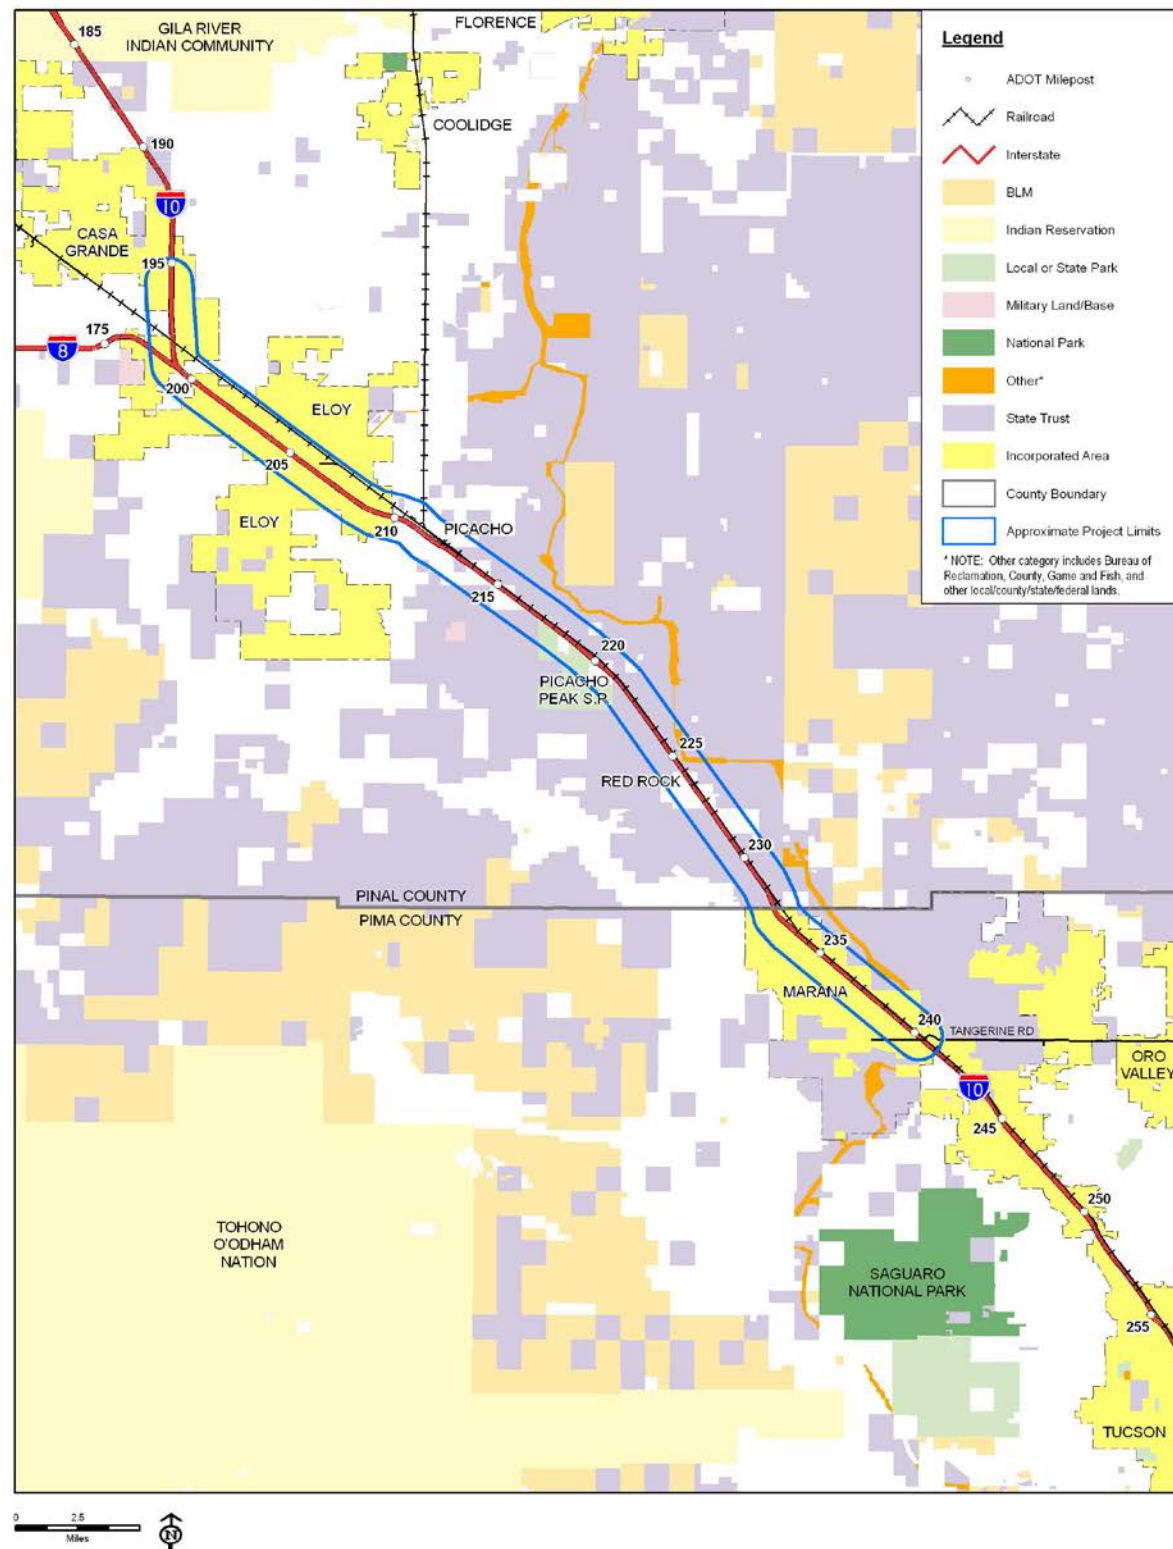 FLORENCE
GILA RIVER
INDIAN COMMUNITY
185
COOLIDGE
190
10
CASA
GRANDE
195
175
8
200
ELOY
205
ELOY
210
PICACHO
215
220
PICACHO
PEAK S.P.
225
RED ROCK
230
PINAL COUNTY
PIMA COUNTY
235
MARANA
240
TANGERINE RD
ORO
VALLEY
10
245
250
TOHONO
O'ODHAM
NATION
SAGUARO
NATIONAL PARK
255
TUCSON
Legend
ADOT Milepost
Railroad
Interstate
BLM
Indian Reservation
Local or State Park
Military Land/Base
National Park
Other*
State Trust
Incorporated Area
County Boundary
Approximate Project Limits
* NOTE: Other category includes Bureau of
Reclamation, County, Game and Fish, and
other local/county/state/federal lands.
0 2.5
Miles
N